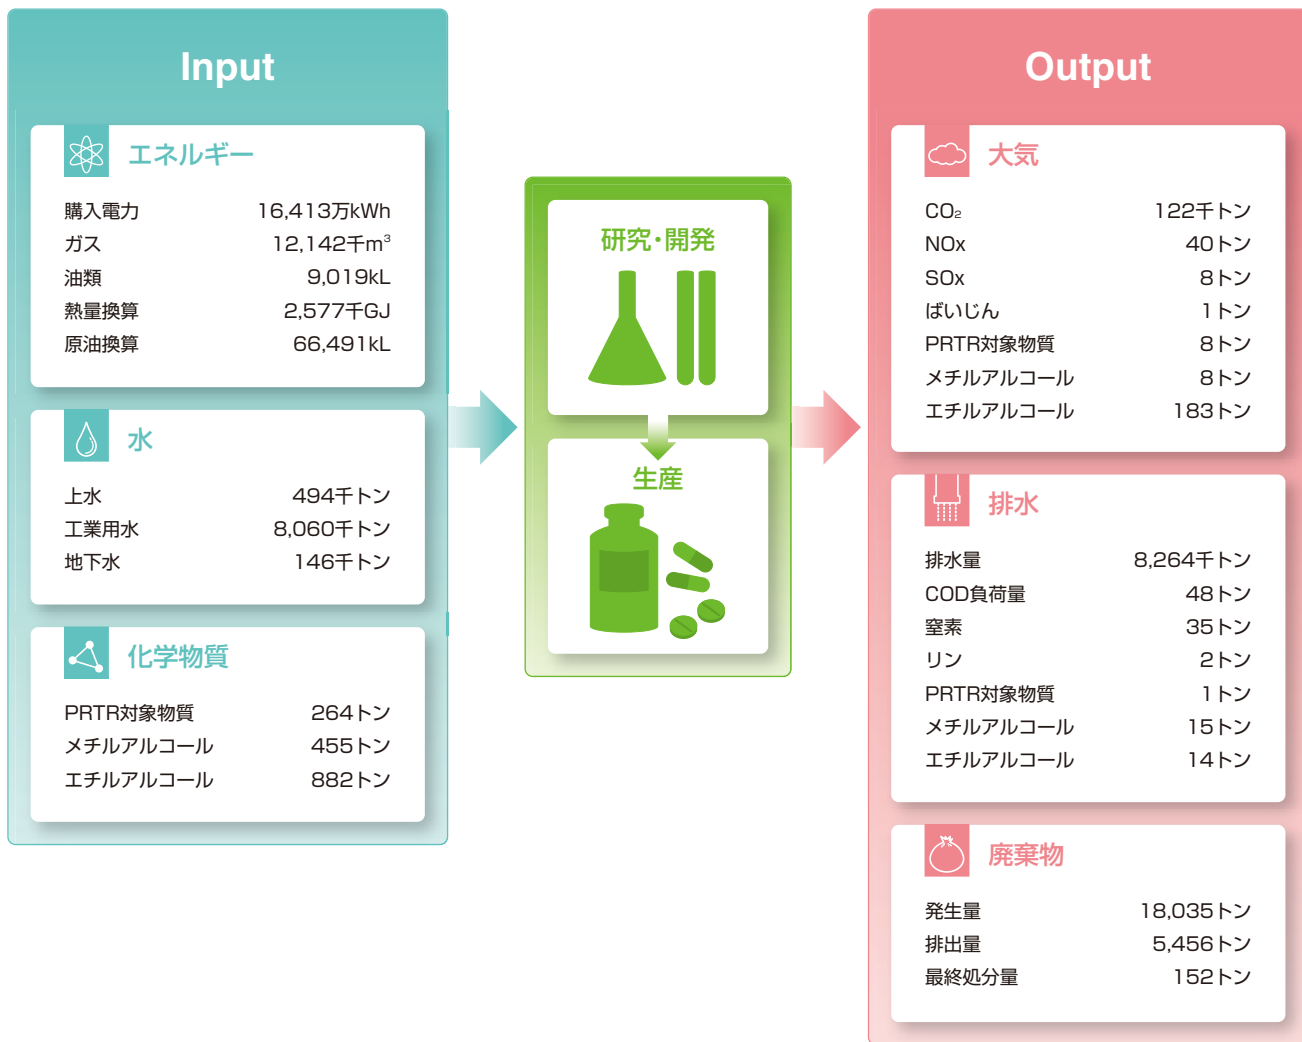 Input
エネルギー
購入電力 16,413万kWh
ガス 12,142千m³
油類 9,019kL
熱量換算 2,577千GJ
原油換算 66,491kL
水
上水 494千トン
工業用水 8,060千トン
地下水 146千トン
化学物質
PRTR対象物質 264トン
メチルアルコール 455トン
エチルアルコール 882トン
研究・開発
生産
Output
大気
CO₂ 122千トン
NOx 40トン
SOx 8トン
ばいじん 1トン
PRTR対象物質 8トン
メチルアルコール 8トン
エチルアルコール 183トン
排水
排水量 8,264千トン
COD負荷量 48トン
窒素 35トン
リン 2トン
PRTR対象物質 1トン
メチルアルコール 15トン
エチルアルコール 14トン
廃棄物
発生量 18,035トン
排出量 5,456トン
最終処分量 152トン